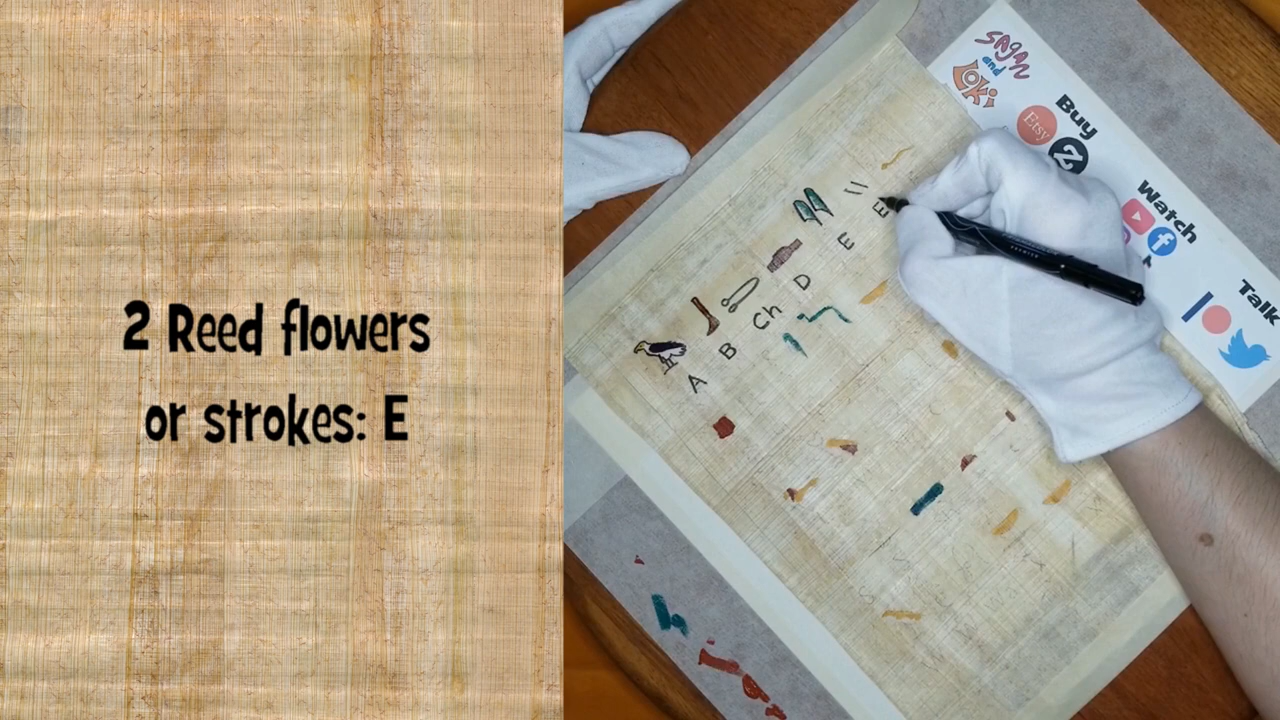 2 Reed flowers
or strokes: E
Sagan
and
Loki
Buy
Etsy
Z
Watch
f
Talk
A
B
Ch
D
E
E